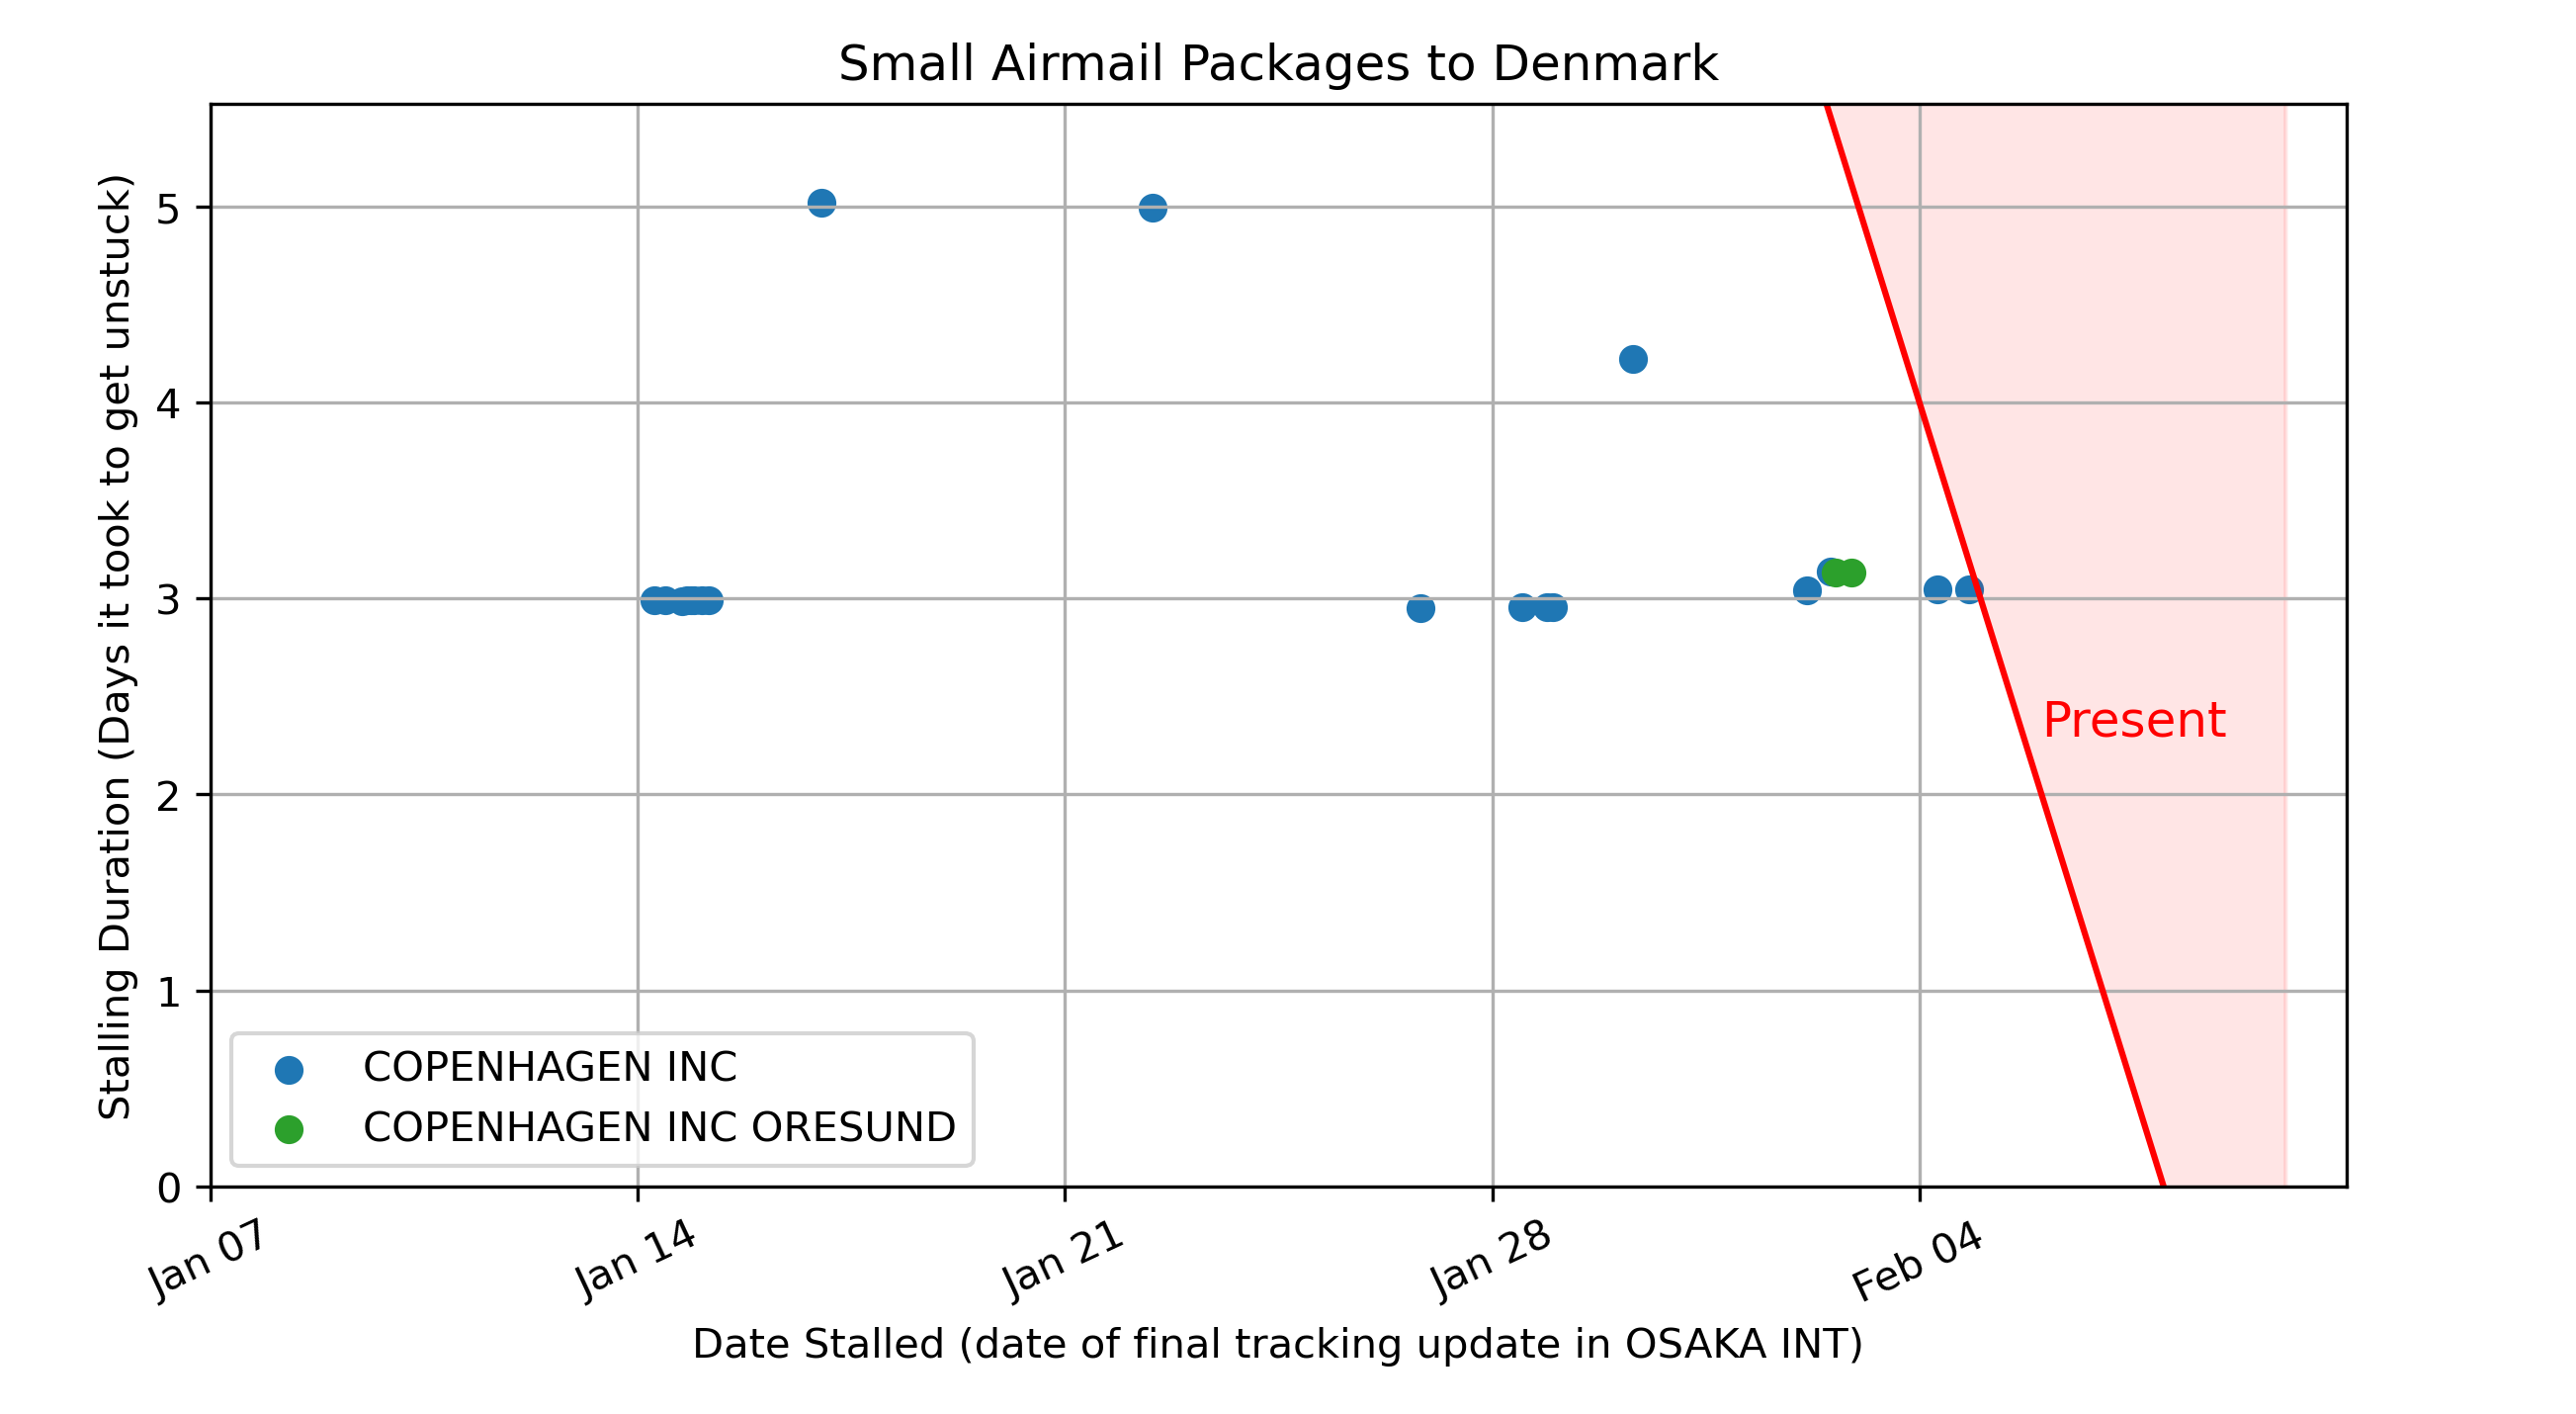 Small Airmail Packages to Denmark
Stalling Duration (Days it took to get unstuck)
5
4
3
2
1
0
Present
COPENHAGEN INC
COPENHAGEN INC ORESUND
Jan 07
Jan 14
Jan 21
Jan 28
Feb 04
Date Stalled (date of final tracking update in OSAKA INT)